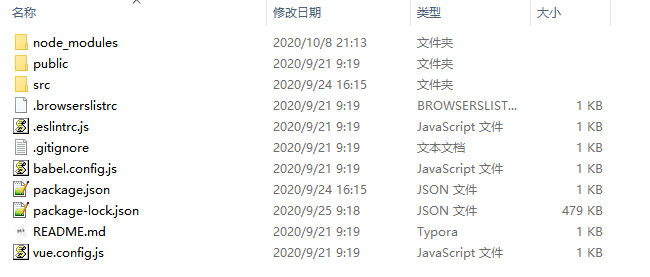 名称 修改日期 类型 大小
node_modules 2020/10/8 21:13 文件夹
public 2020/9/21 9:19 文件夹
src 2020/9/24 16:15 文件夹
.browserslistrc 2020/9/21 9:19 BROWSERSLIST... 1 KB
.eslintrc.js 2020/9/21 9:19 JavaScript 文件 1 KB
.gitignore 2020/9/21 9:19 文本文档 1 KB
babel.config.js 2020/9/21 9:19 JavaScript 文件 1 KB
package.json 2020/9/24 16:15 JSON 文件 1 KB
package-lock.json 2020/9/25 9:18 JSON 文件 479 KB
README.md 2020/9/21 9:19 Typora 1 KB
vue.config.js 2020/9/21 9:19 JavaScript 文件 1 KB